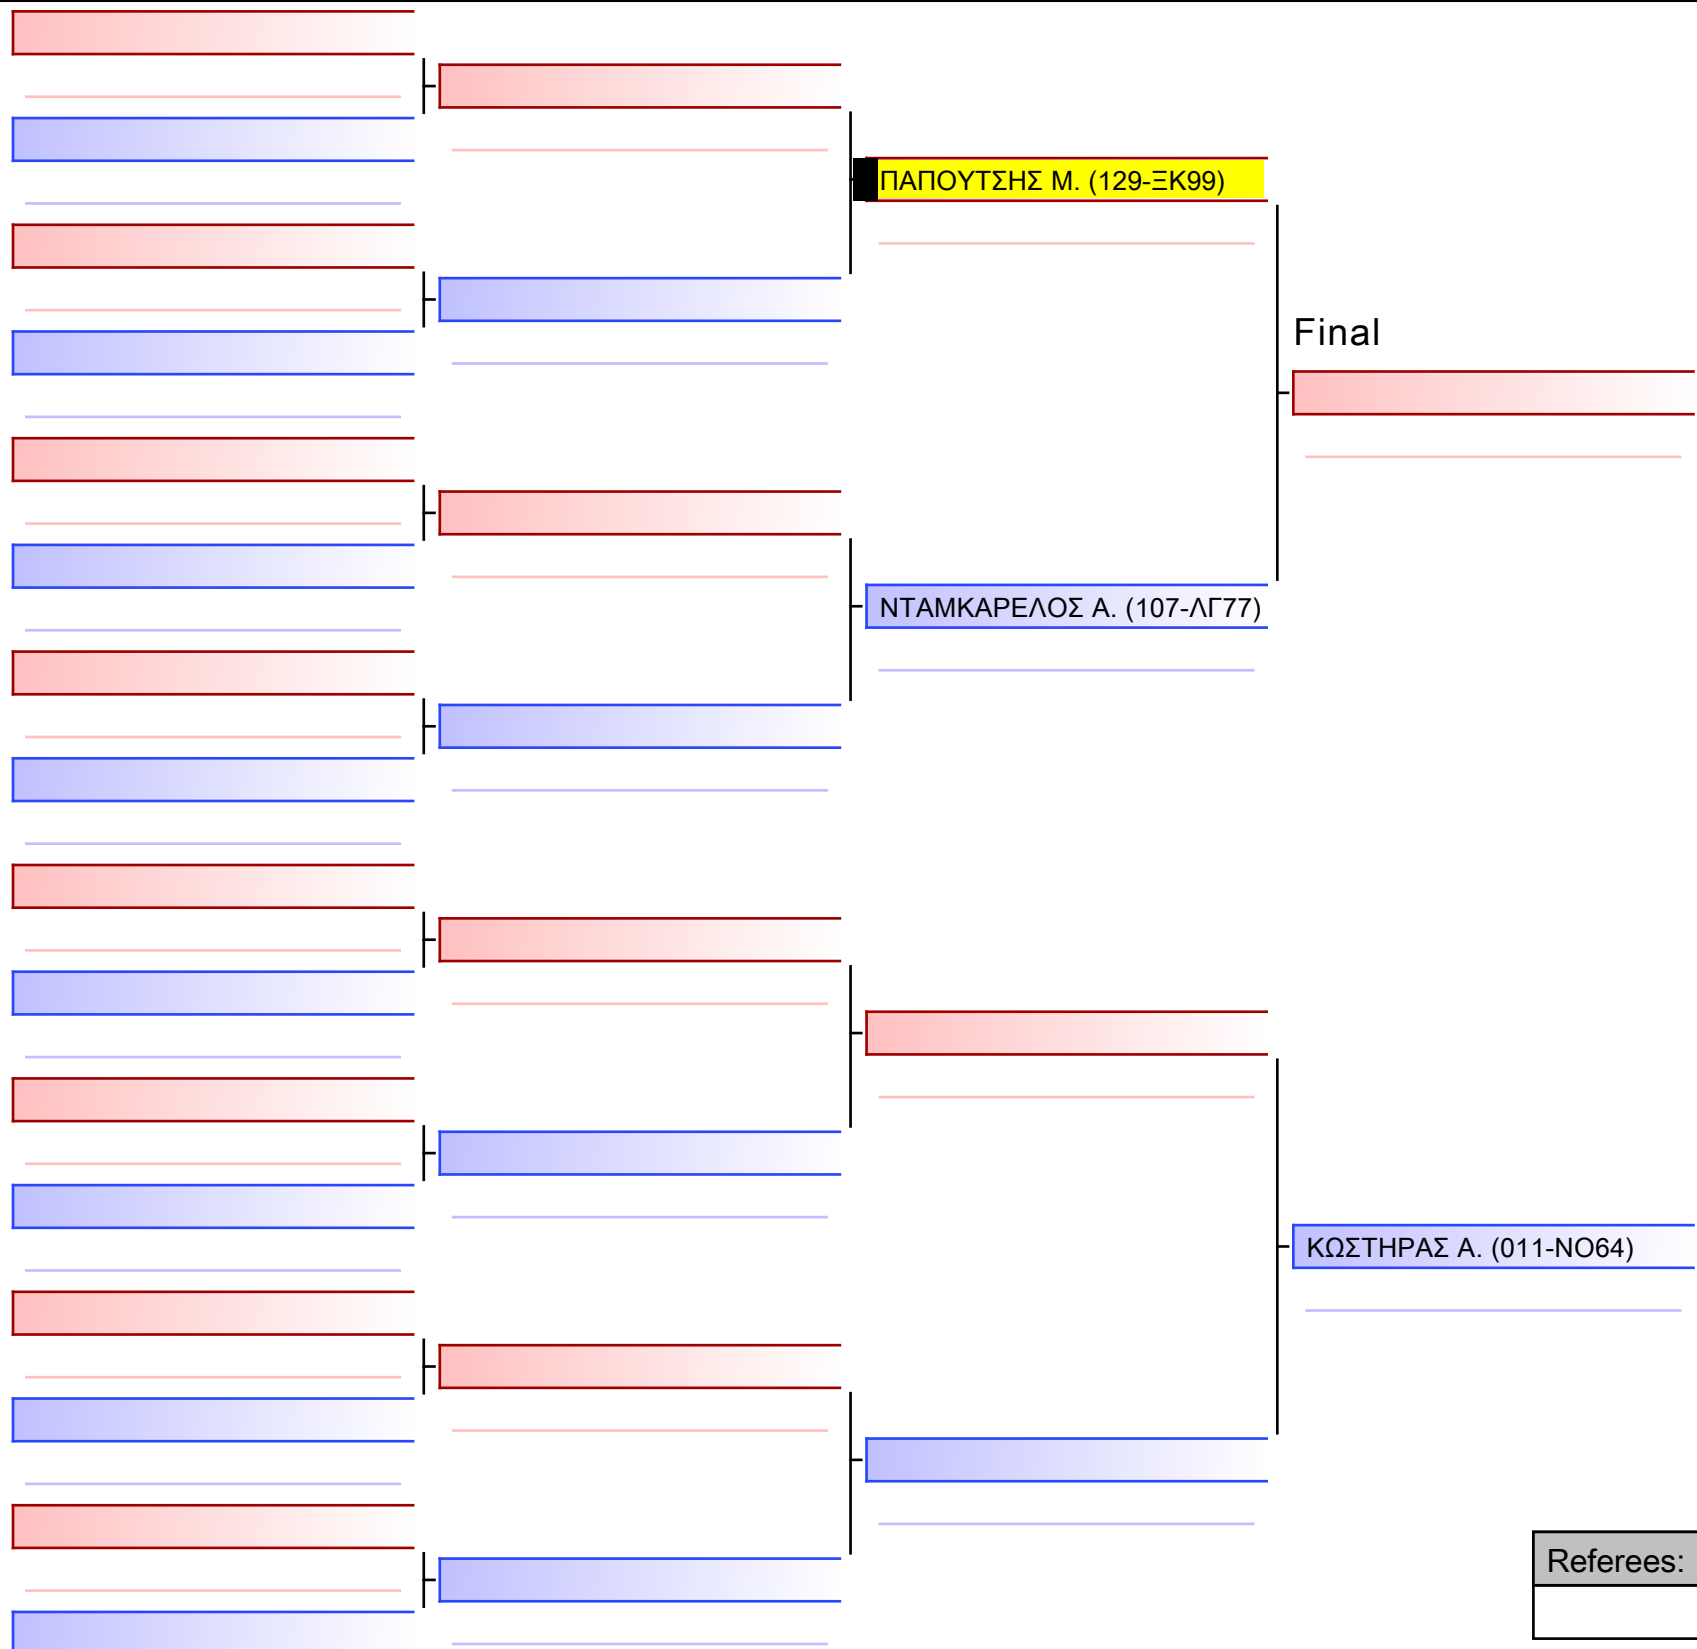 ΠΑΠΟΥΤΣΗΣ Μ. (129-ΞΚ99)
Final
ΝΤΑΜΚΑΡΕΛΟΣ Α. (107-ΛΓ77)
ΚΩΣΤΗΡΑΣ Α. (011-ΝΟ64)
Referees: